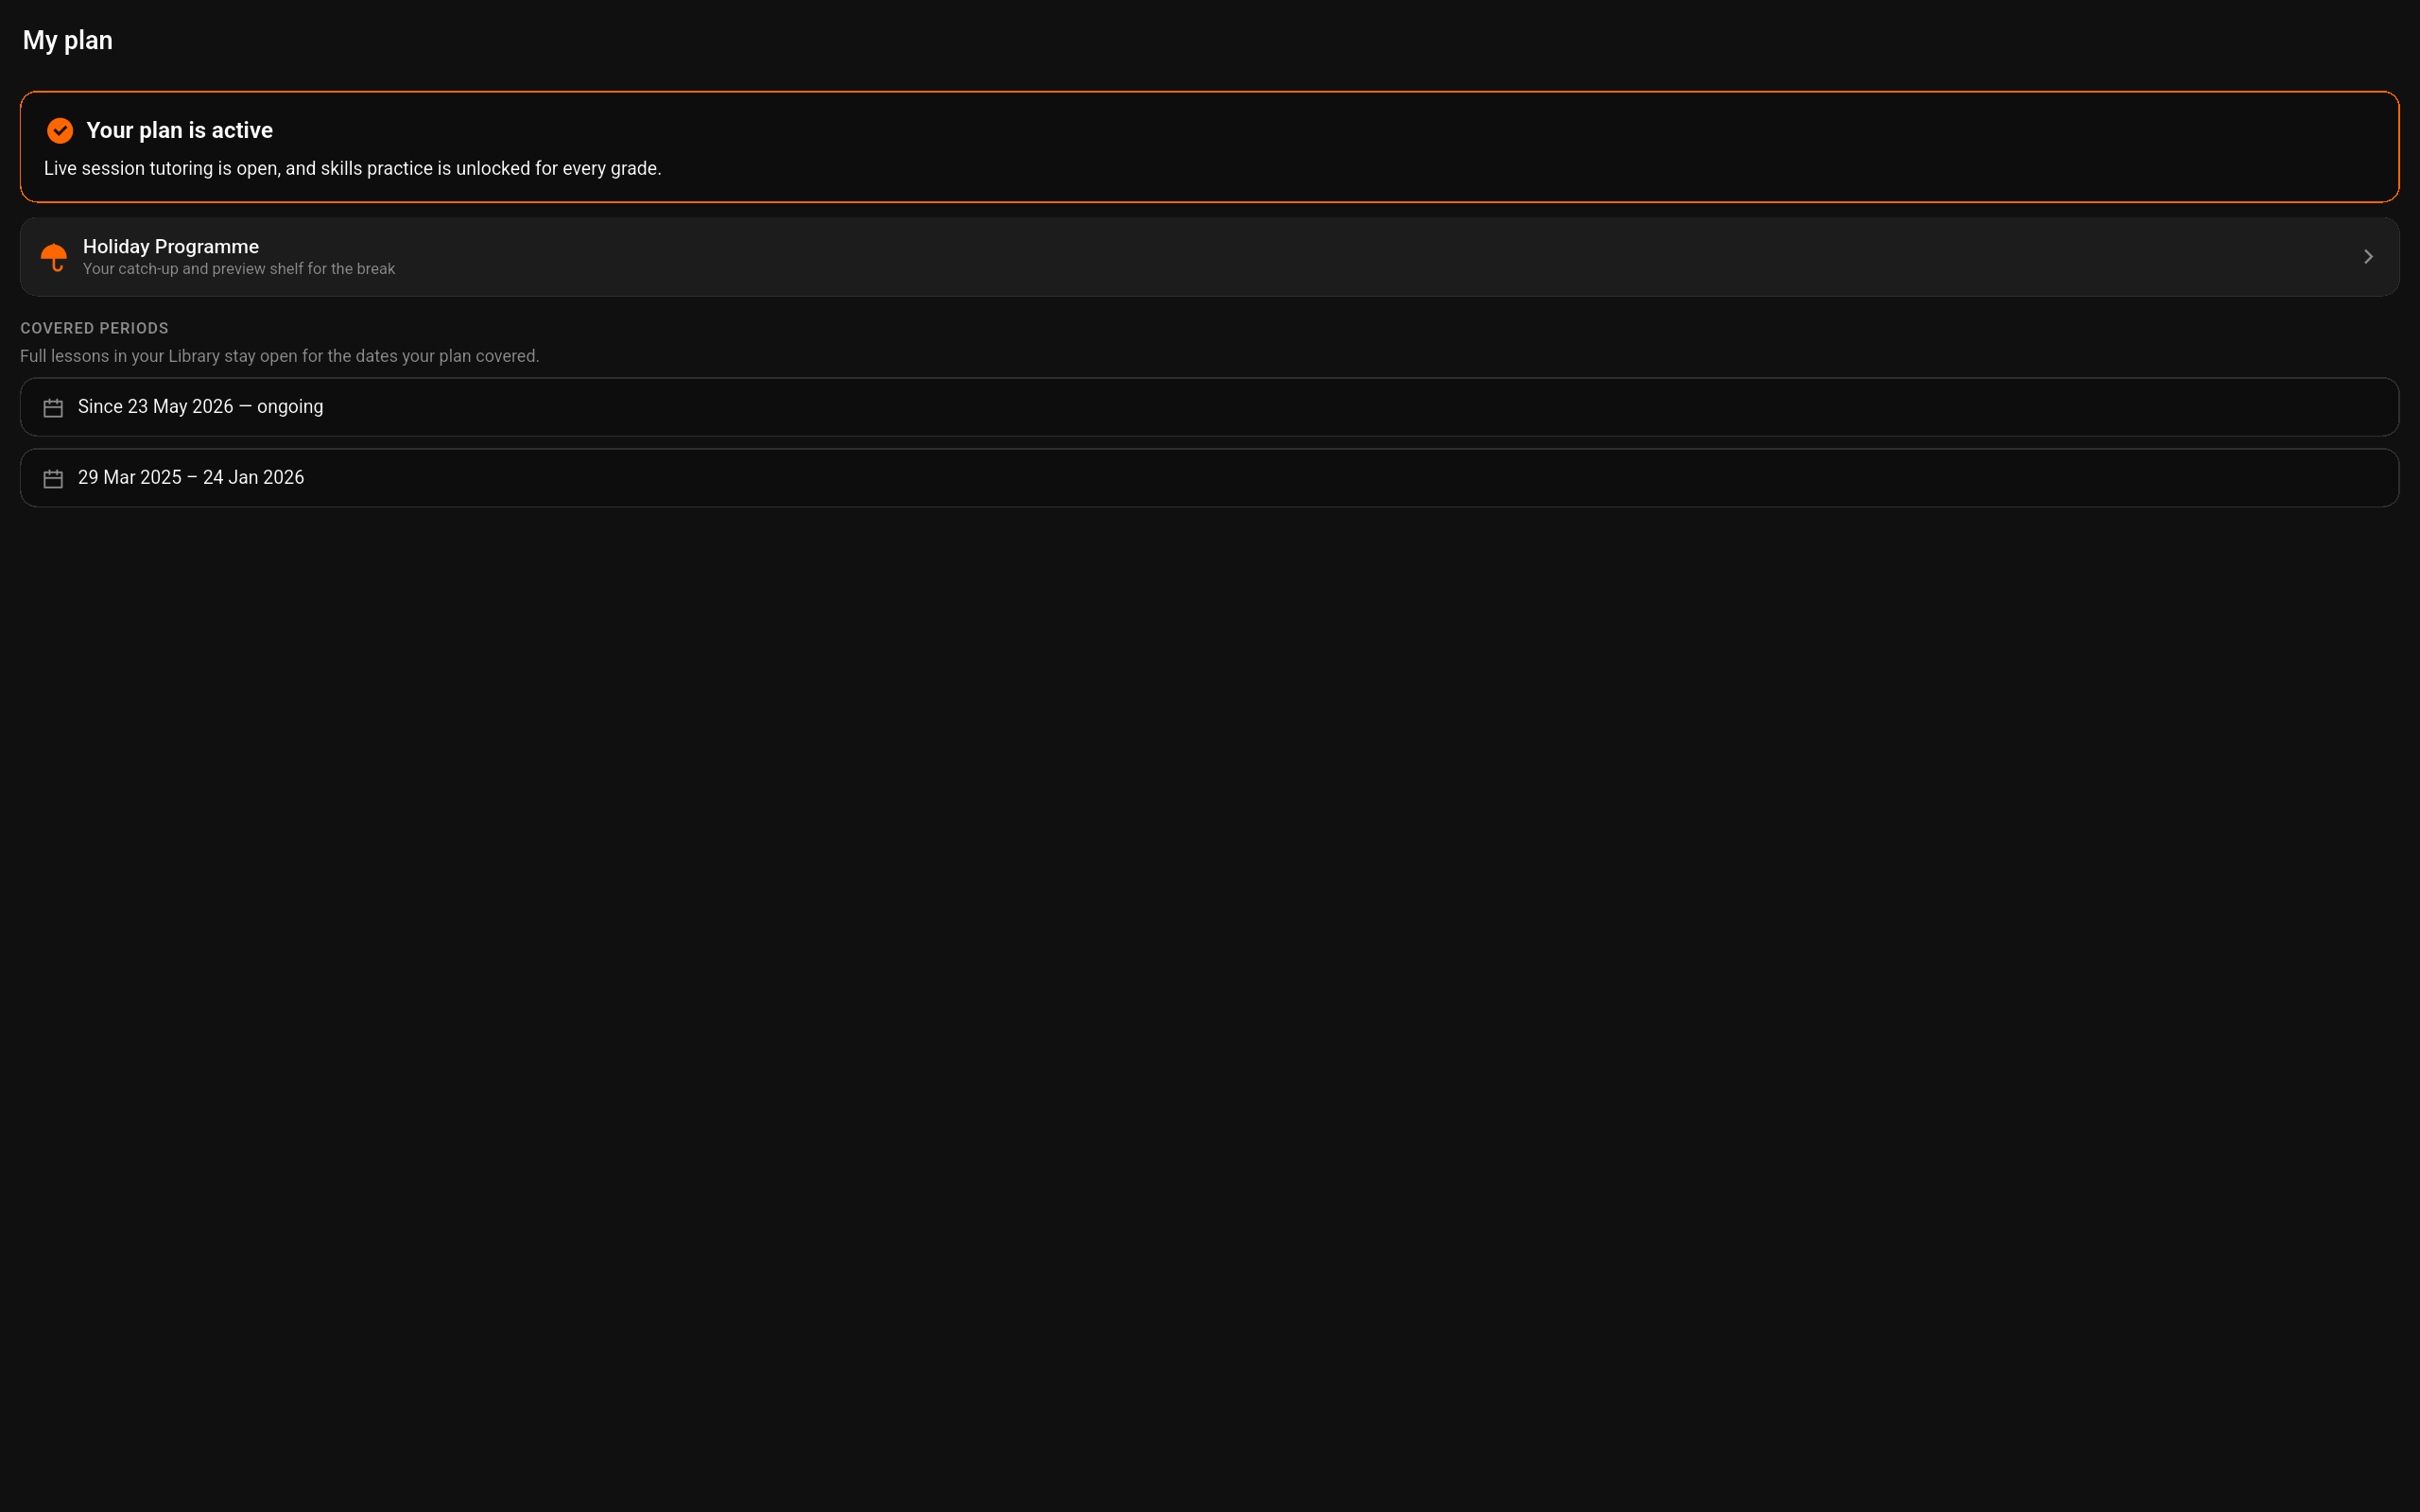 My plan
Your plan is active
Live session tutoring is open, and skills practice is unlocked for every grade.
Holiday Programme
Your catch-up and preview shelf for the break
COVERED PERIODS
Full lessons in your Library stay open for the dates your plan covered.
Since 23 May 2026 — ongoing
29 Mar 2025 – 24 Jan 2026